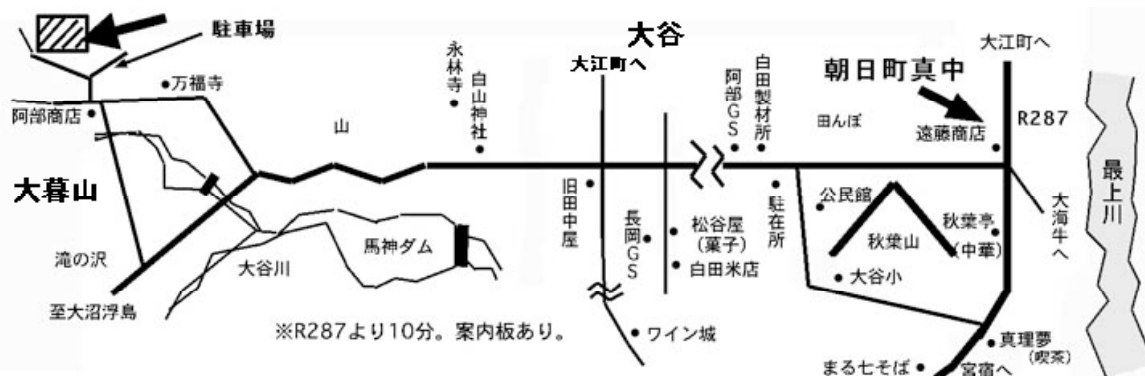 駐車場
万福寺
阿部商店
大暮山
滝の沢
至大沼浮島
山
大谷川
馬神ダム
永林寺
白山神社
※R287より10分。案内板あり。
大谷
大江町へ
旧田中屋
長岡GS
松谷屋
(菓子)
白田米店
ワイン城
阿部GS
白田製材所
駐在所
田んぼ
朝日町真中
大江町へ
遠藤商店
R287
公民館
秋葉山
秋葉亭
(中華)
大谷小
大海牛へ
最上川
真理夢
(喫茶)
まる七そば
宮宿へ